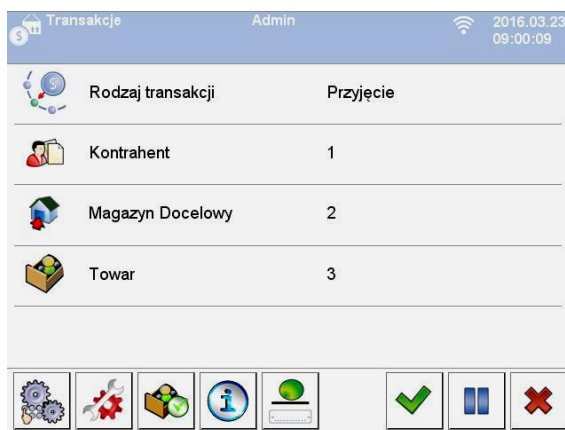 Transakcje Admin 2016.03.23
09:00:09
Rodzaj transakcji Przyjęcie
Kontrahent 1
Magazyn Docelowy 2
Towar 3